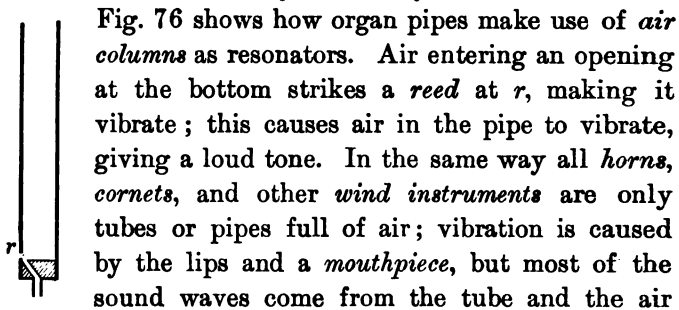 Fig. 76 shows how organ pipes make use of air
columns as resonators. Air entering an opening
at the bottom strikes a reed at r, making it
vibrate ; this causes air in the pipe to vibrate,
giving a loud tone. In the same way all horns,
cornets, and other wind instruments are only
tubes or pipes full of air ; vibration is caused
by the lips and a mouthpiece, but most of the
sound waves come from the tube and the air
r